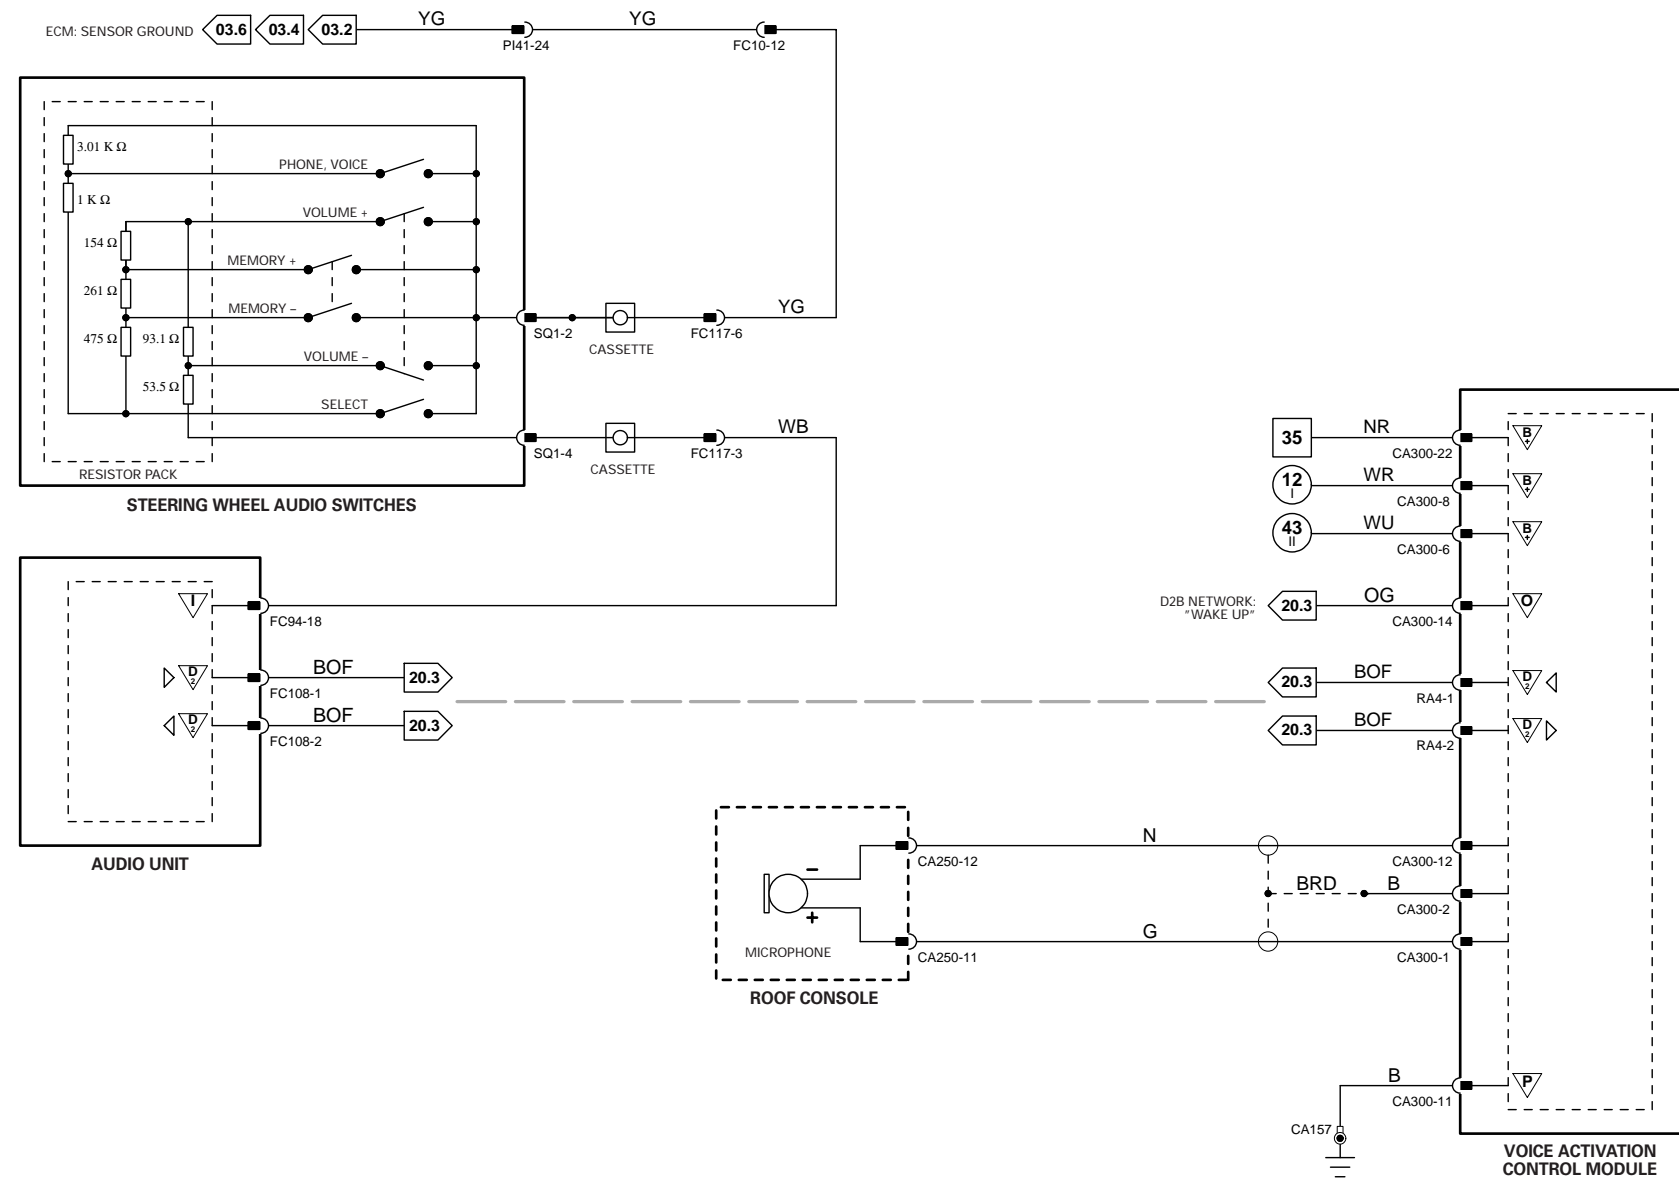 ECM: SENSOR GROUND 03.6 03.4 03.2 YG YG
PI41-24 FC10-12
3.01 K Ω
PHONE, VOICE
1 K Ω
VOLUME +
154 Ω
MEMORY +
261 Ω
MEMORY –
475 Ω 93.1 Ω
VOLUME –
53.5 Ω
SELECT
RESISTOR PACK
STEERING WHEEL AUDIO SWITCHES
YG
SQ1-2 FC117-6
CASSETTE
WB
SQ1-4 FC117-3
CASSETTE
I
FC94-18
D2 BOF 20.3
FC108-1
D2 BOF 20.3
FC108-2
AUDIO UNIT
35 NR B+
CA300-22
12 I WR B+
CA300-8
43 II WU B+
CA300-6
D2B NETWORK:
"WAKE UP"
20.3 OG O
CA300-14
20.3 BOF D2
RA4-1
20.3 BOF D2
RA4-2
N
CA250-12 CA300-12
–
BRD B
CA300-2
+
G
MICROPHONE
CA250-11 CA300-1
ROOF CONSOLE
B P
CA300-11
CA157
VOICE ACTIVATION
CONTROL MODULE